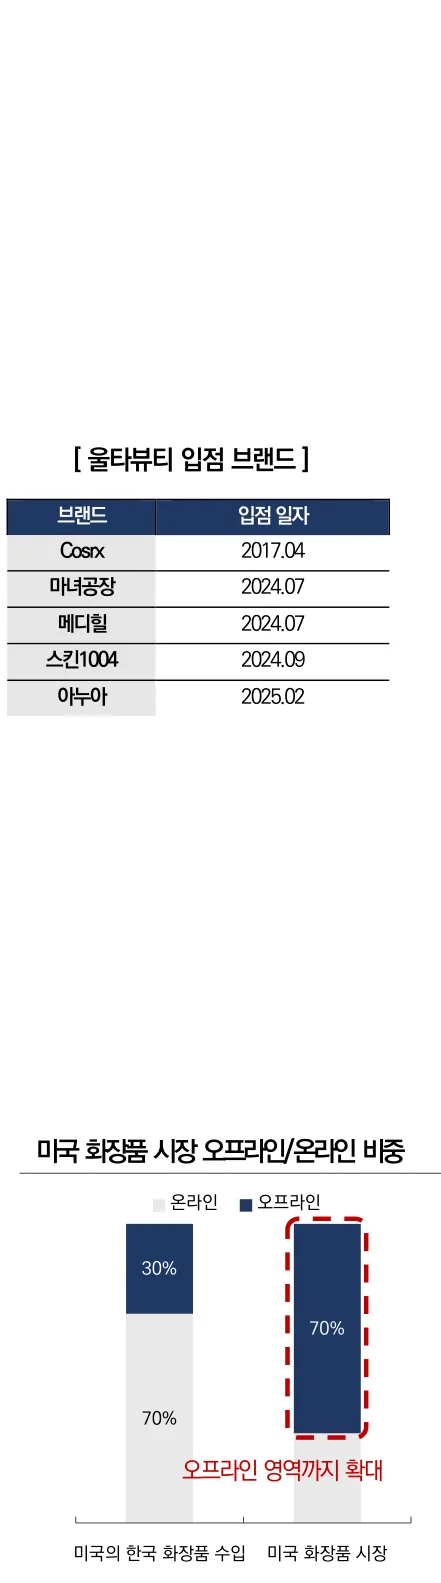 [ 울타뷰티 입점 브랜드 ]
브랜드 입점 일자
Cosrx 2017.04
마녀공장 2024.07
메디힐 2024.07
스킨1004 2024.09
아누아 2025.02
미국 화장품 시장 오프라인/온라인 비중
온라인 오프라인
30%
70%
70%
오프라인 영역까지 확대
미국의 한국 화장품 수입 미국 화장품 시장